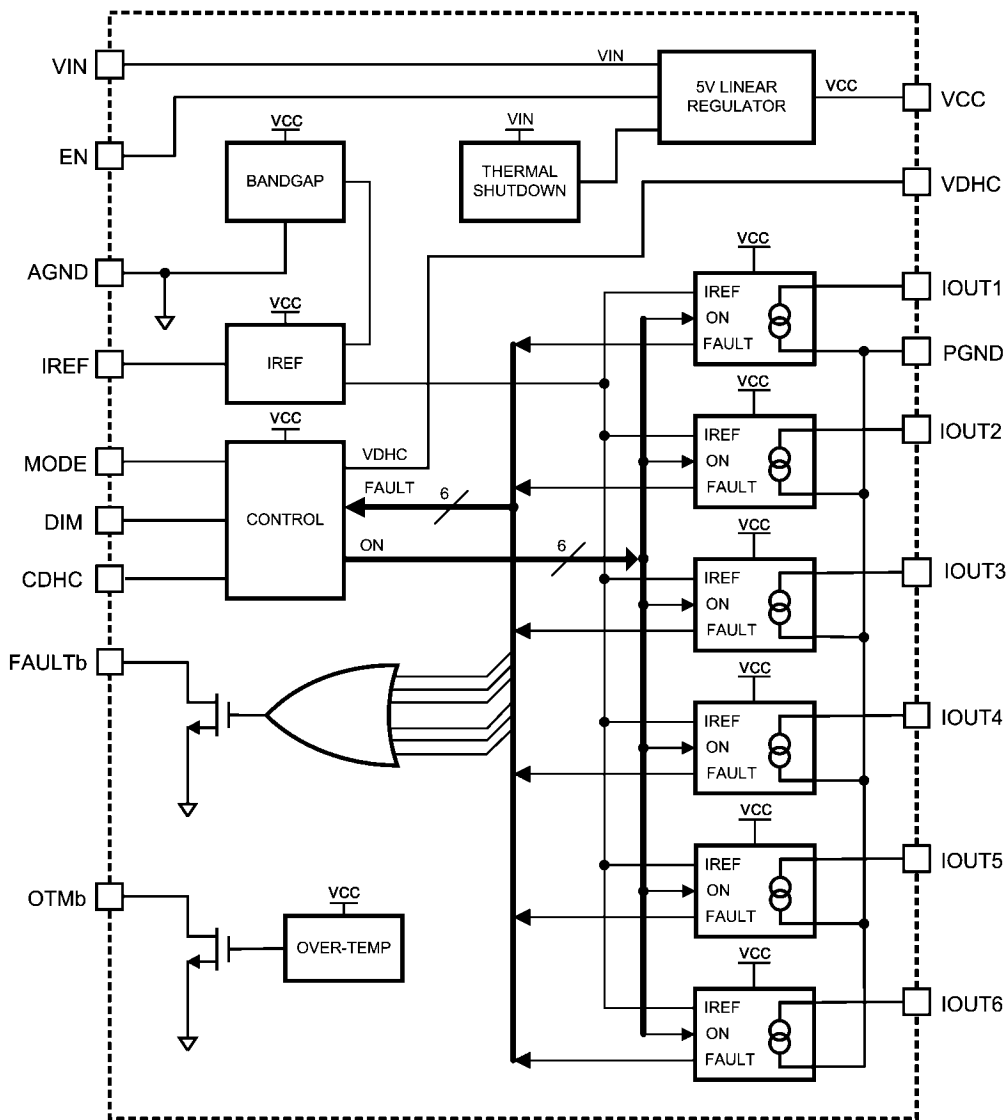 VIN
VIN
5V LINEAR
REGULATOR
VCC
VCC
EN
VCC
BANDGAP
VIN
THERMAL
SHUTDOWN
VDHC
AGND
VCC
IREF
ON
FAULT
IOUT1
PGND
IREF
VCC
IREF
MODE
DIM
CDHC
VCC
CONTROL
VDHC
FAULT
6
ON
6
VCC
IREF
ON
FAULT
IOUT2
VCC
IREF
ON
FAULT
IOUT3
FAULTb
VCC
IREF
ON
FAULT
IOUT4
OTMb
VCC
OVER-TEMP
VCC
IREF
ON
FAULT
IOUT5
VCC
IREF
ON
FAULT
IOUT6